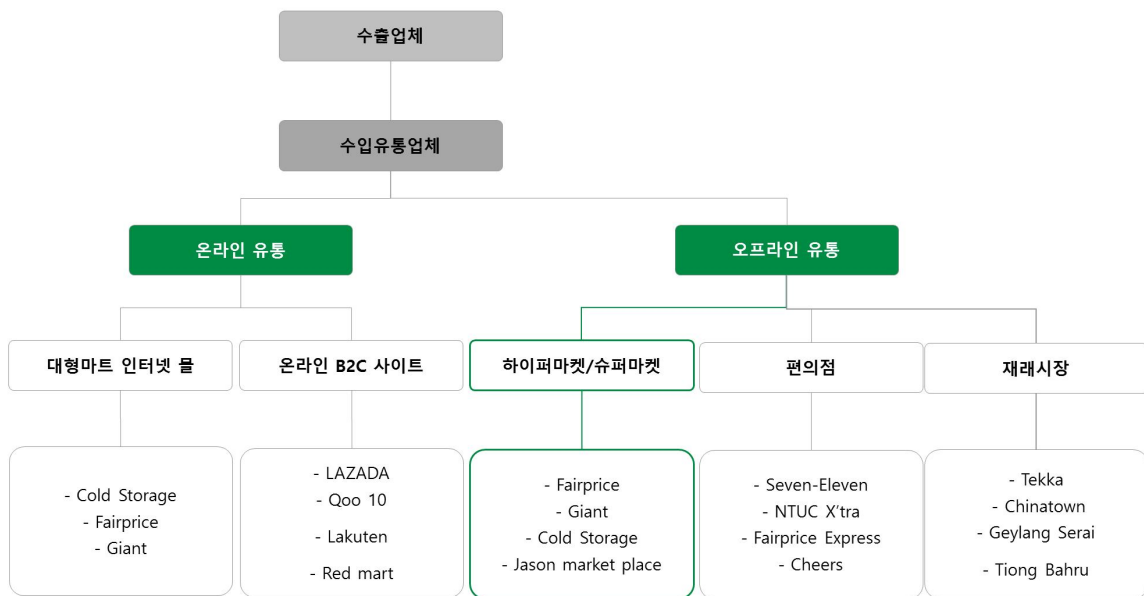 수출업체
수입유통업체
온라인 유통
오프라인 유통
대형마트 인터넷 몰
온라인 B2C 사이트
하이퍼마켓/슈퍼마켓
편의점
재래시장
- Cold Storage
- Fairprice
- Giant
- LAZADA
- Qoo 10
- Lakuten
- Red mart
- Fairprice
- Giant
- Cold Storage
- Jason market place
- Seven-Eleven
- NTUC X’tra
- Fairprice Express
- Cheers
- Tekka
- Chinatown
- Geylang Serai
- Tiong Bahru